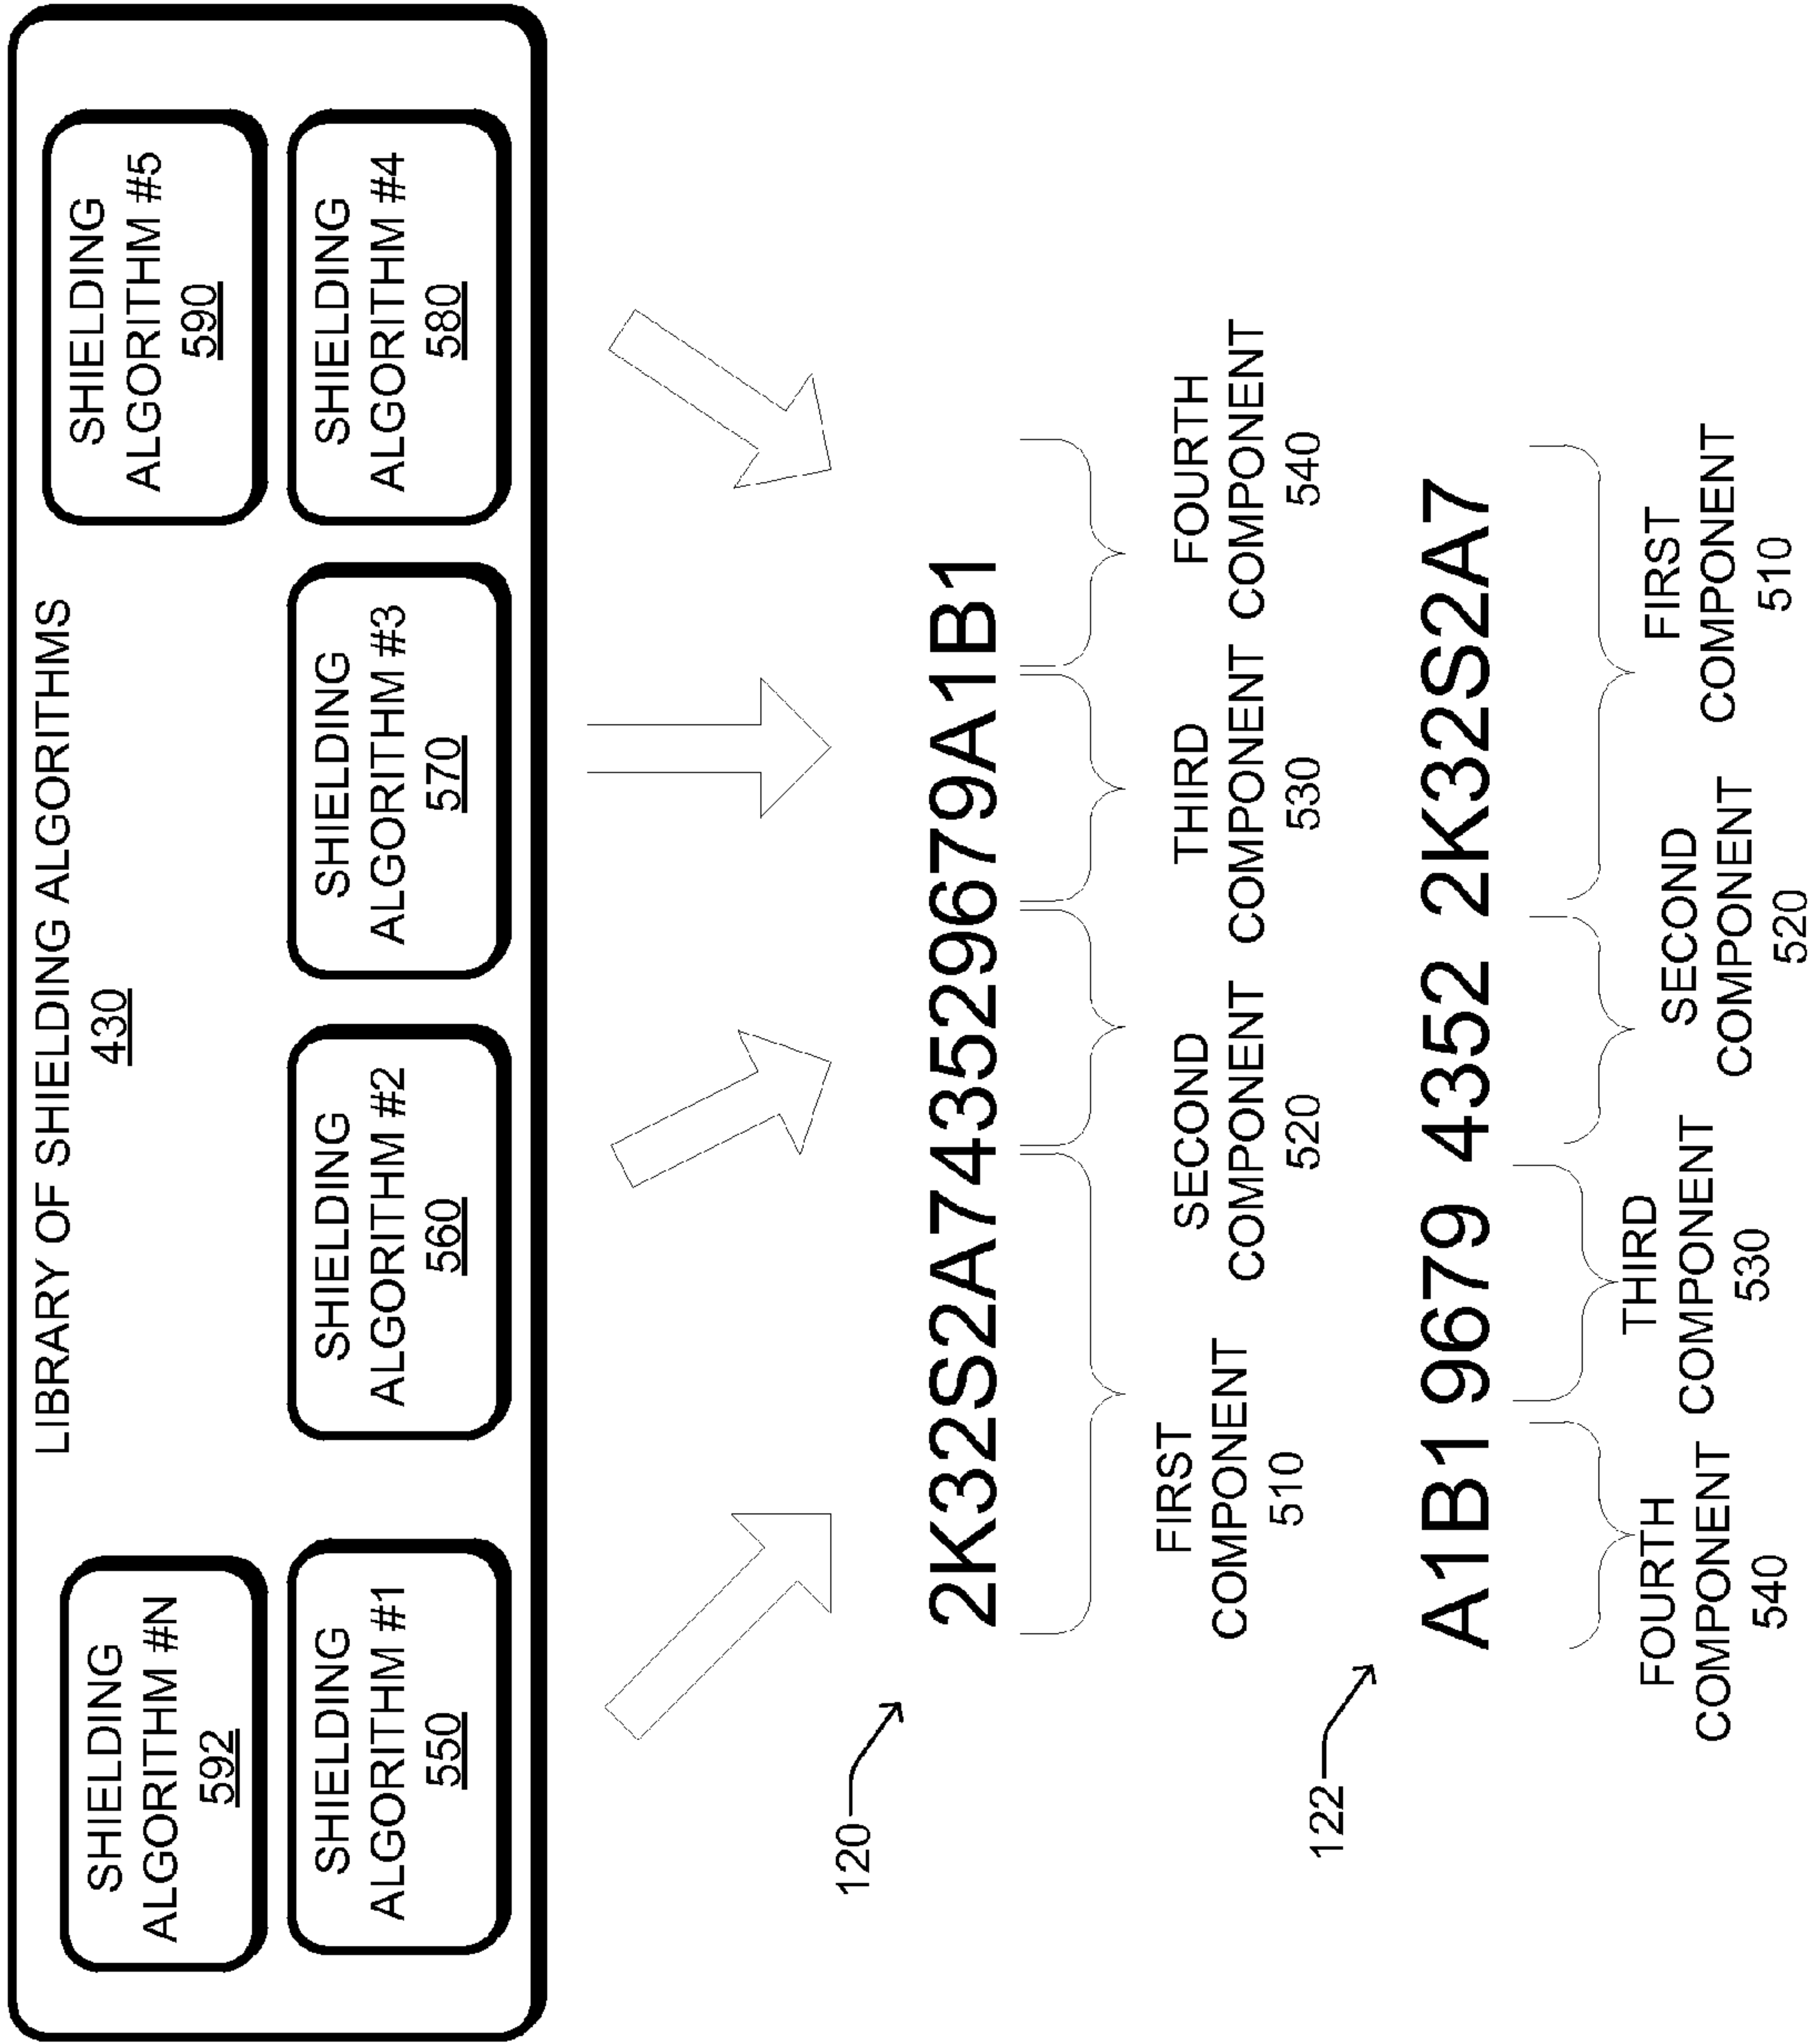 LIBRARY OF SHIELDING ALGORITHMS
430
SHIELDING
ALGORITHM #N
592
SHIELDING
ALGORITHM #5
590
SHIELDING
ALGORITHM #1
550
SHIELDING
ALGORITHM #2
560
SHIELDING
ALGORITHM #3
570
SHIELDING
ALGORITHM #4
580
120
2K32S2A743529679A1B1
FIRST
COMPONENT
510
SECOND
COMPONENT
520
THIRD
COMPONENT
530
FOURTH
COMPONENT
540
122
A1B1 9679 4352 2K32S2A7
FOURTH
COMPONENT
540
THIRD
COMPONENT
530
SECOND
COMPONENT
520
FIRST
COMPONENT
510